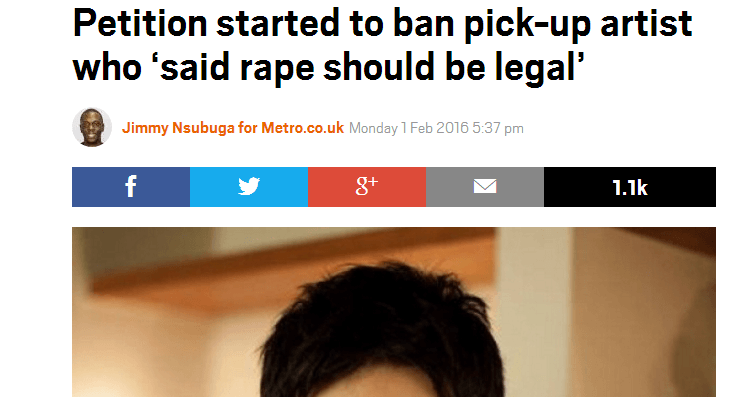 Petition started to ban pick-up artist
who ‘said rape should be legal’
Jimmy Nsubuga for Metro.co.uk Monday 1 Feb 2016 5:37 pm
f g+ 1.1k